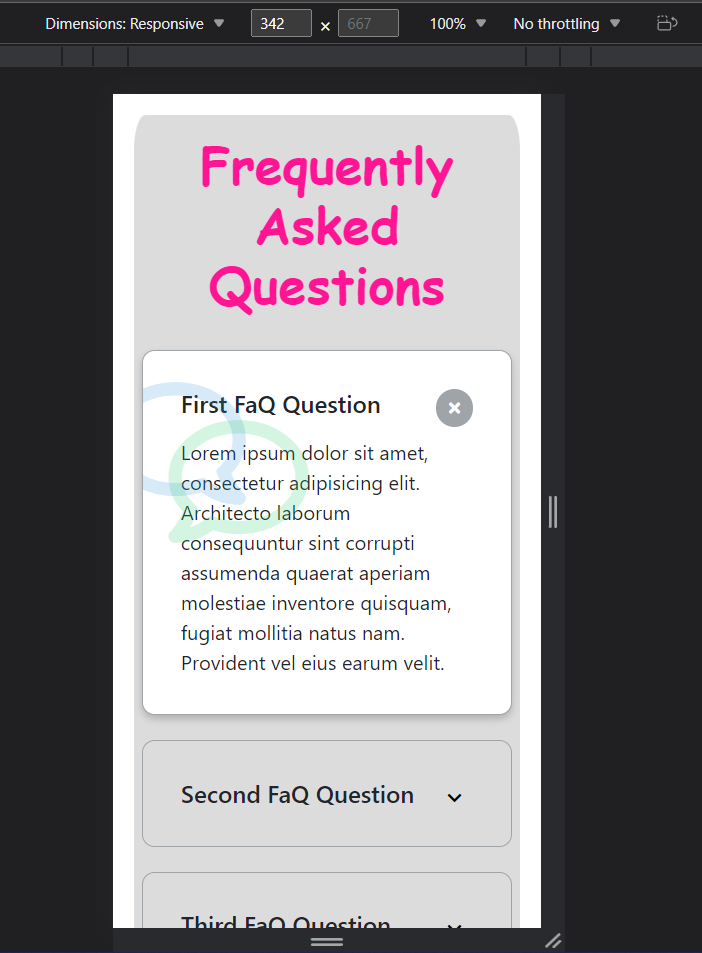 Dimensions: Responsive
342 × 667
100%
No throttling
Frequently
Asked
Questions
First FaQ Question
Lorem ipsum dolor sit amet,
consectetur adipisicing elit.
Architecto laborum
consequuntur sint corrupti
assumenda quaerat aperiam
molestiae inventore quisquam,
fugiat mollitia natus nam.
Provident vel eius earum velit.
Second FaQ Question
Third FaQ Question